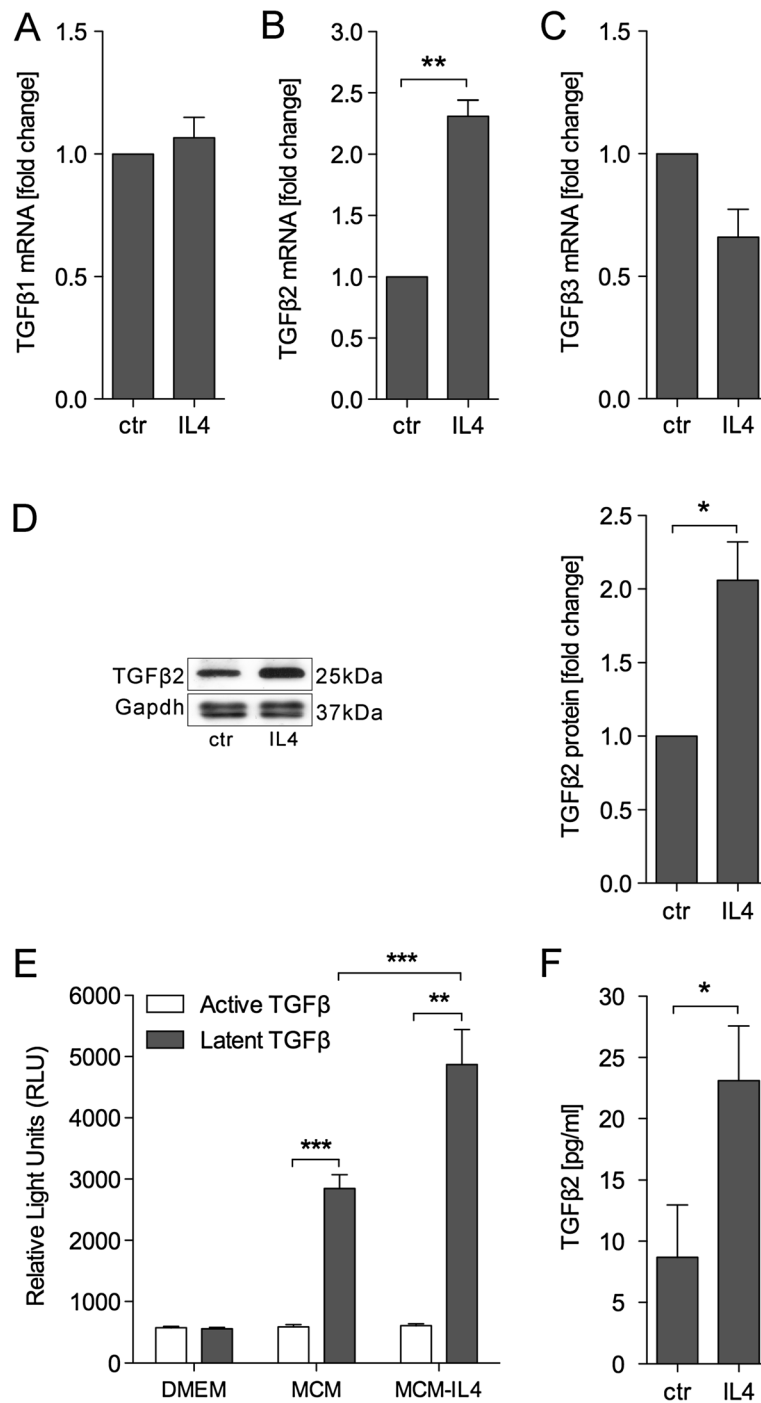 A
TGFβ1 mRNA [fold change]
1.5
1.0
0.5
0.0
ctr IL4
B
TGFβ2 mRNA [fold change]
3.0
2.5
2.0
1.5
1.0
0.5
0.0
**
ctr IL4
C
TGFβ3 mRNA [fold change]
1.5
1.0
0.5
0.0
ctr IL4
D
TGFβ2 25kDa
Gapdh 37kDa
ctr IL4
TGFβ2 protein [fold change]
2.5
2.0
1.5
1.0
0.5
0.0
*
ctr IL4
E
Relative Light Units (RLU)
6000
5000
4000
3000
2000
1000
0
Active TGFβ
Latent TGFβ
***
***
**
DMEM MCM MCM-IL4
F
TGFβ2 [pg/ml]
30
25
20
15
10
5
0
*
ctr IL4